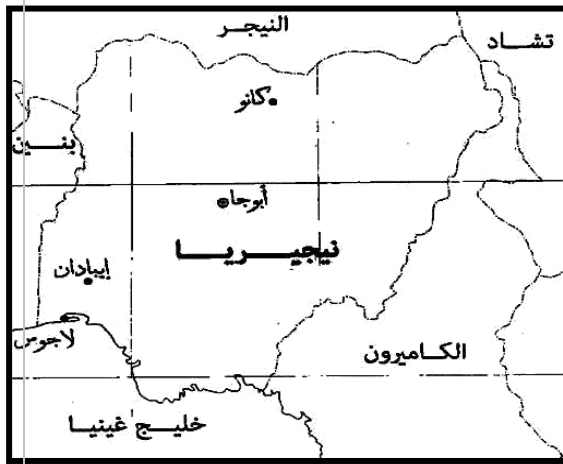 النيجر
تشاد
كانو
بنين
أبوجا
نيجيريا
إيبادان
لاجوس
الكاميرون
خليج غينيا